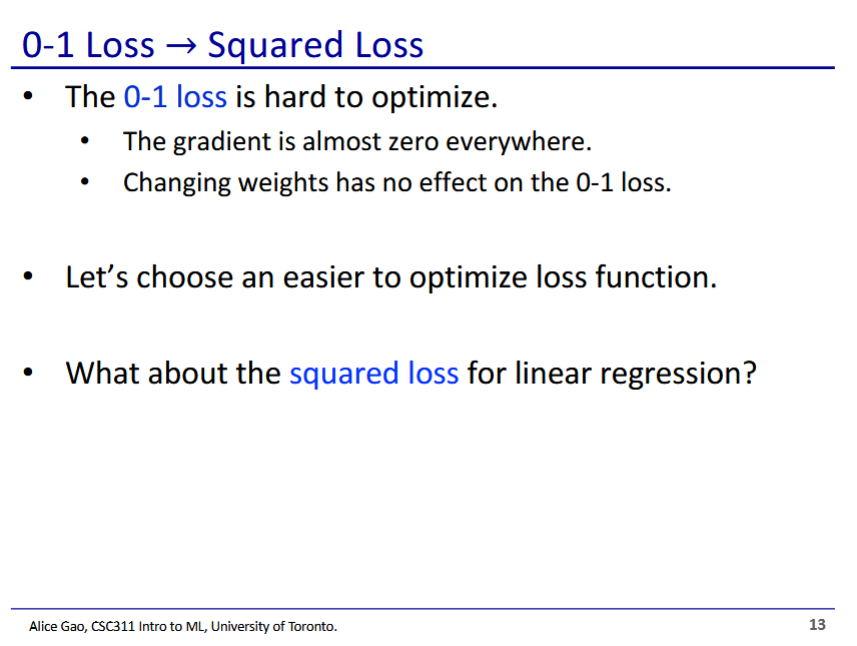 0-1 Loss → Squared Loss
• The 0-1 loss is hard to optimize.
• The gradient is almost zero everywhere.
• Changing weights has no effect on the 0-1 loss.
• Let’s choose an easier to optimize loss function.
• What about the squared loss for linear regression?
Alice Gao, CSC311 Intro to ML, University of Toronto.
13